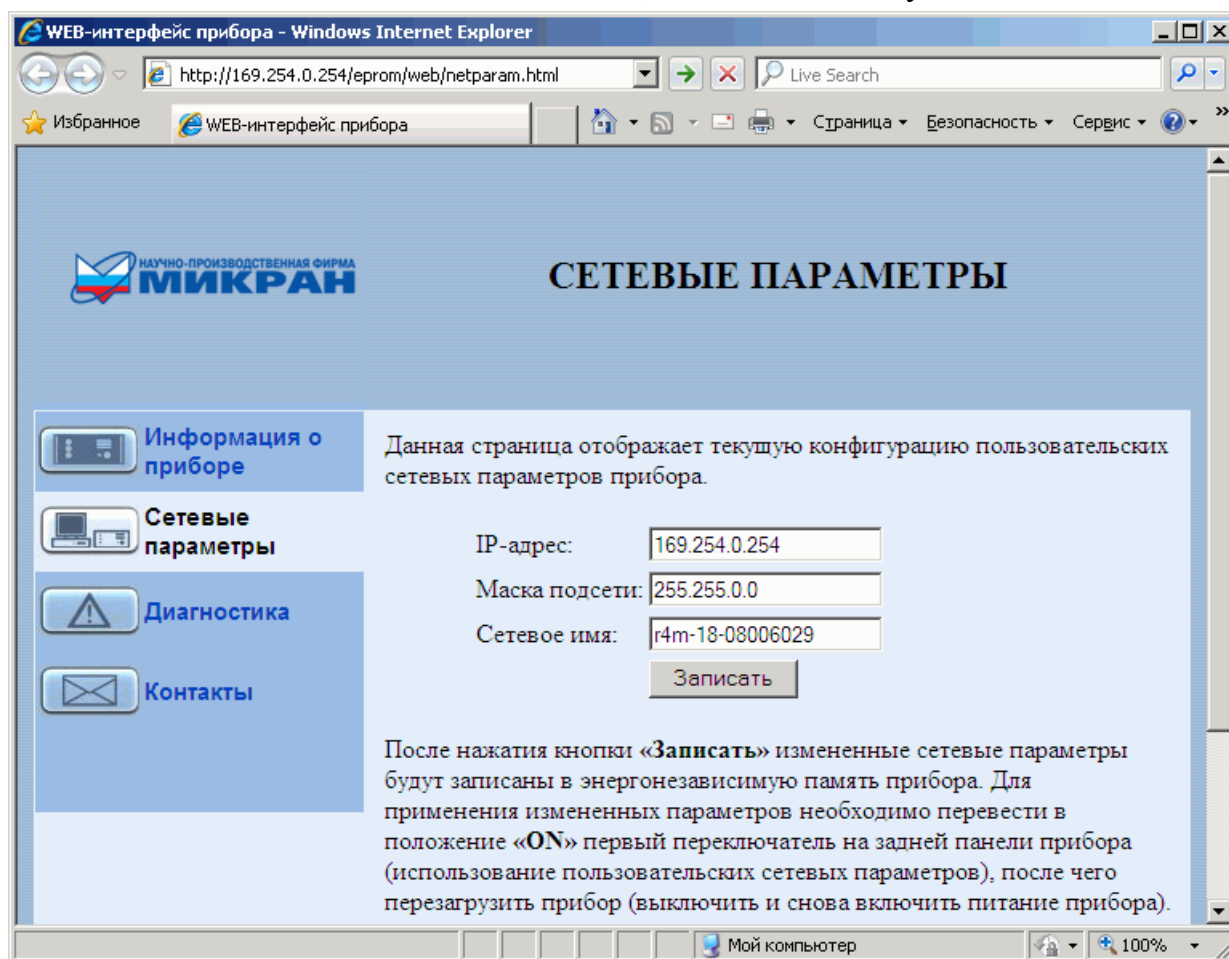 WEB-интерфейс прибора - Windows Internet Explorer
http://169.254.0.254/eprom/web/netparam.html
Live Search
Избранное
WEB-интерфейс прибора
Страница
Безопасность
Сервис
»
НАУЧНО-ПРОИЗВОДСТВЕННАЯ ФИРМА
МИКРАН
СЕТЕВЫЕ ПАРАМЕТРЫ
Информация о
приборе
Сетевые
параметры
Диагностика
Контакты
Данная страница отображает текущую конфигурацию пользовательских
сетевых параметров прибора.
IP-адрес: 169.254.0.254
Маска подсети: 255.255.0.0
Сетевое имя: r4m-18-08006029
Записать
После нажатия кнопки «Записать» измененные сетевые параметры
будут записаны в энергонезависимую память прибора. Для
применения измененных параметров необходимо перевести в
положение «ON» первый переключатель на задней панели прибора
(использование пользовательских сетевых параметров), после чего
перезагрузить прибор (выключить и снова включить питание прибора).
Мой компьютер
100%